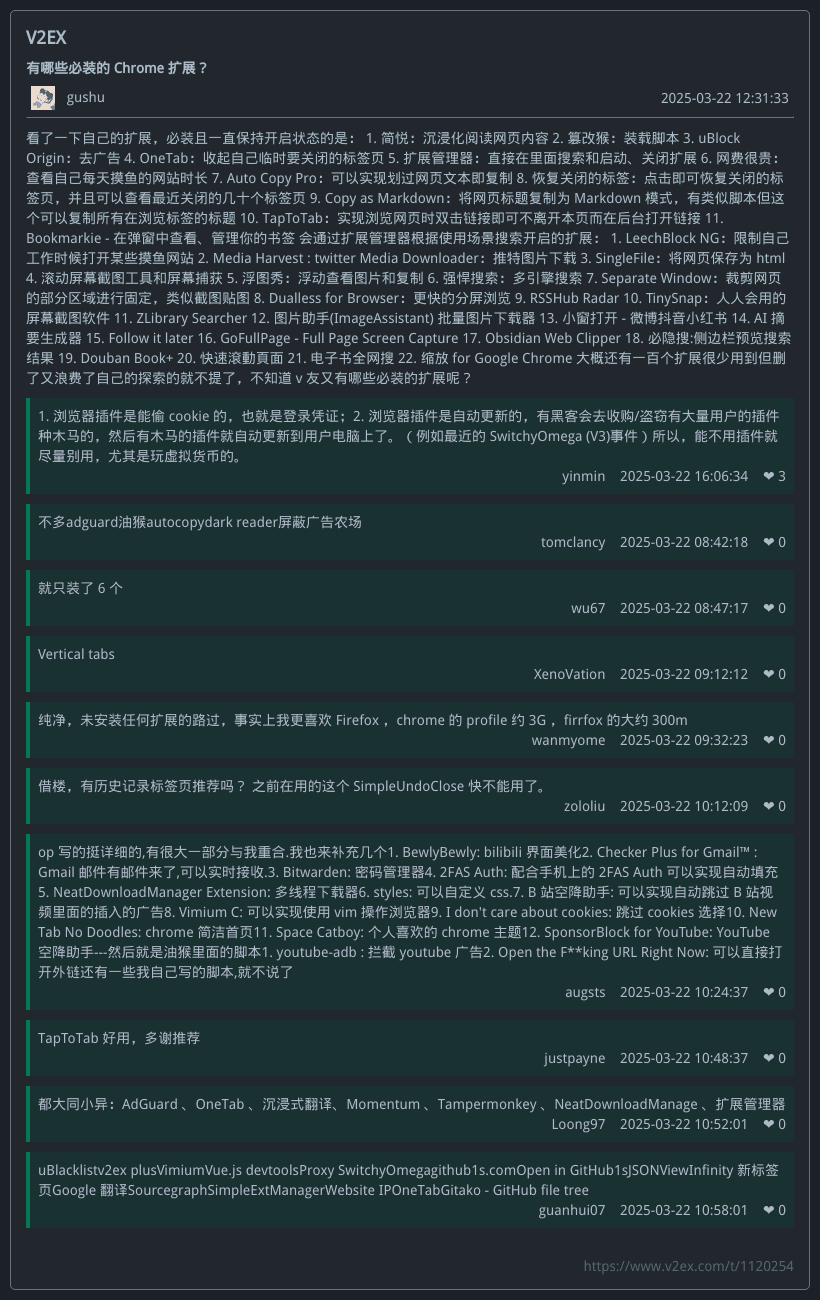 V2EX
有哪些必装的 Chrome 扩展？
gushu 2025-03-22 12:31:33
看了一下自己的扩展，必装且一直保持开启状态的是： 1. 简悦：沉浸化阅读网页内容 2. 篡改猴：装载脚本 3. uBlock
Origin：去广告 4. OneTab：收起自己临时要关闭的标签页 5. 扩展管理器：直接在里面搜索和启动、关闭扩展 6. 网费很贵：
查看自己每天摸鱼的网站时长 7. Auto Copy Pro：可以实现划过网页文本即复制 8. 恢复关闭的标签：点击即可恢复关闭的标
签页，并且可以查看最近关闭的几十个标签页 9. Copy as Markdown：将网页标题复制为 Markdown 模式，有类似脚本但这
个可以复制所有在浏览标签的标题 10. TapToTab：实现浏览网页时双击链接即可不离开本页而在后台打开链接 11.
Bookmarkie - 在弹窗中查看、管理你的书签 会通过扩展管理器根据使用场景搜索开启的扩展： 1. LeechBlock NG：限制自己
工作时候打开某些摸鱼网站 2. Media Harvest : twitter Media Downloader：推特图片下载 3. SingleFile：将网页保存为 html
4. 滚动屏幕截图工具和屏幕捕获 5. 浮图秀：浮动查看图片和复制 6. 强悍搜索：多引擎搜索 7. Separate Window：裁剪网页
的部分区域进行固定，类似截图贴图 8. Dualless for Browser：更快的分屏浏览 9. RSSHub Radar 10. TinySnap：人人会用的
屏幕截图软件 11. ZLibrary Searcher 12. 图片助手(ImageAssistant) 批量图片下载器 13. 小窗打开 - 微博抖音小红书 14. AI 摘
要生成器 15. Follow it later 16. GoFullPage - Full Page Screen Capture 17. Obsidian Web Clipper 18. 必隐搜:侧边栏预览搜索
结果 19. Douban Book+ 20. 快速滾動頁面 21. 电子书全网搜 22. 缩放 for Google Chrome 大概还有一百个扩展很少用到但删
了又浪费了自己的探索的就不提了，不知道 v 友又有哪些必装的扩展呢？
1. 浏览器插件是能偷 cookie 的，也就是登录凭证；2. 浏览器插件是自动更新的，有黑客会去收购/盗窃有大量用户的插件
种木马的，然后有木马的插件就自动更新到用户电脑上了。（ 例如最近的 SwitchyOmega (V3)事件 ）所以，能不用插件就
尽量别用，尤其是玩虚拟货币的。
yinmin 2025-03-22 16:06:34 ❤ 3
不多adguard油猴autocopydark reader屏蔽广告农场
tomclancy 2025-03-22 08:42:18 ❤ 0
就只装了 6 个
wu67 2025-03-22 08:47:17 ❤ 0
Vertical tabs
XenoVation 2025-03-22 09:12:12 ❤ 0
纯净，未安装任何扩展的路过，事实上我更喜欢 Firefox ，chrome 的 profile 约 3G ，firrfox 的大约 300m
wanmyome 2025-03-22 09:32:23 ❤ 0
借楼，有历史记录标签页推荐吗？ 之前在用的这个 SimpleUndoClose 快不能用了。
zololiu 2025-03-22 10:12:09 ❤ 0
op 写的挺详细的,有很大一部分与我重合.我也来补充几个1. BewlyBewly: bilibili 界面美化2. Checker Plus for Gmail™ :
Gmail 邮件有邮件来了,可以实时接收.3. Bitwarden: 密码管理器4. 2FAS Auth: 配合手机上的 2FAS Auth 可以实现自动填充
5. NeatDownloadManager Extension: 多线程下载器6. styles: 可以自定义 css.7. B 站空降助手: 可以实现自动跳过 B 站视
频里面的插入的广告8. Vimium C: 可以实现使用 vim 操作浏览器9. I don't care about cookies: 跳过 cookies 选择10. New
Tab No Doodles: chrome 简洁首页11. Space Catboy: 个人喜欢的 chrome 主题12. SponsorBlock for YouTube: YouTube
空降助手---然后就是油猴里面的脚本1. youtube-adb : 拦截 youtube 广告2. Open the F**king URL Right Now: 可以直接打
开外链还有一些我自己写的脚本,就不说了
augsts 2025-03-22 10:24:37 ❤ 0
TapToTab 好用，多谢推荐
justpayne 2025-03-22 10:48:37 ❤ 0
都大同小异：AdGuard 、OneTab 、沉浸式翻译、Momentum 、Tampermonkey 、NeatDownloadManage 、扩展管理器
Loong97 2025-03-22 10:52:01 ❤ 0
uBlacklistv2ex plusVimiumVue.js devtoolsProxy SwitchyOmegagithub1s.comOpen in GitHub1sJSONViewInfinity 新标签
页Google 翻译SourcegraphSimpleExtManagerWebsite IPOneTabGitako - GitHub file tree
guanhui07 2025-03-22 10:58:01 ❤ 0
https://www.v2ex.com/t/1120254